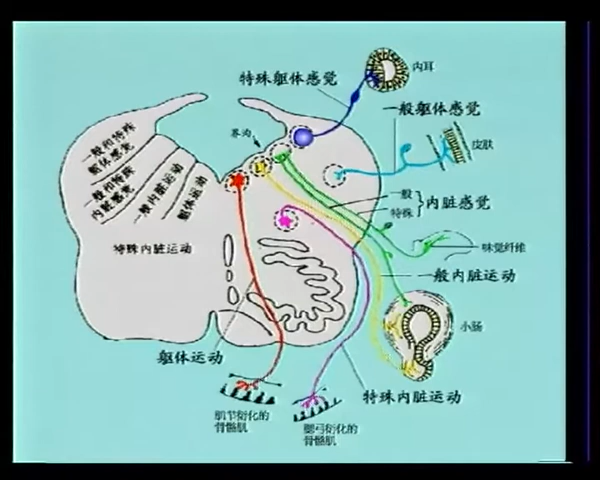 内耳
特殊躯体感觉
一般躯体感觉
界沟
皮肤
一般和特殊
躯体感觉
一般和特殊
内脏感觉
一般内脏运动
躯体运动
一般
特殊
内脏感觉
特殊内脏运动
味觉纤维
一般内脏运动
小肠
躯体运动
特殊内脏运动
肌节衍化的
骨骼肌
腮弓衍化的
骨骼肌